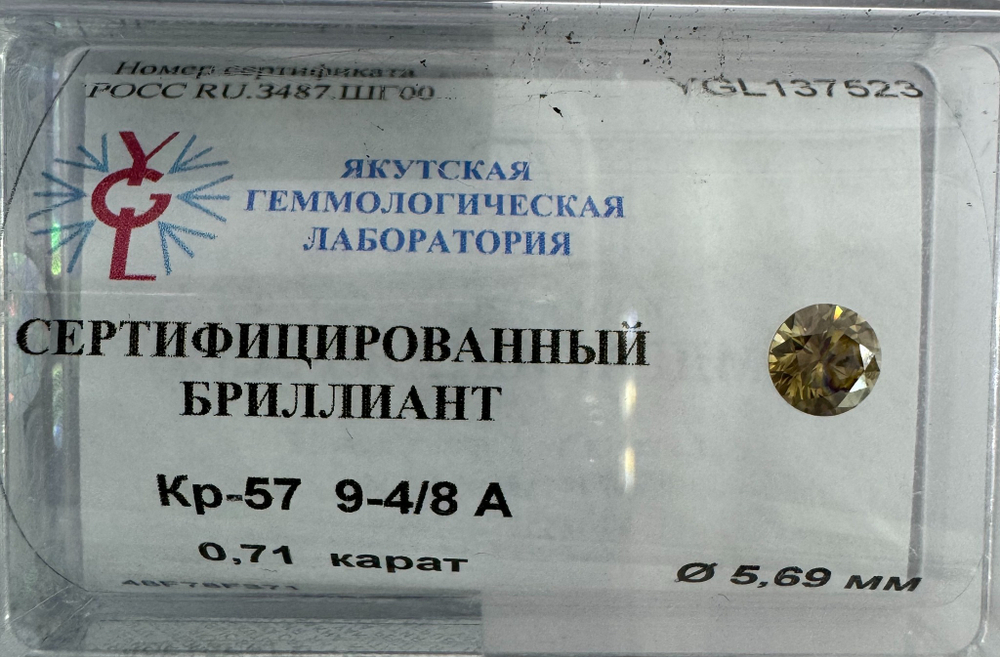 Номер сертификата
РОСС RU.3487.ШГ00
YGL137523
YGL
ЯКУТСКАЯ
ГЕММОЛОГИЧЕСКАЯ
ЛАБОРАТОРИЯ
СЕРТИФИЦИРОВАННЫЙ
БРИЛЛИАНТ
Кр-57 9-4/8 А
0,71 карат
Ø 5,69 мм